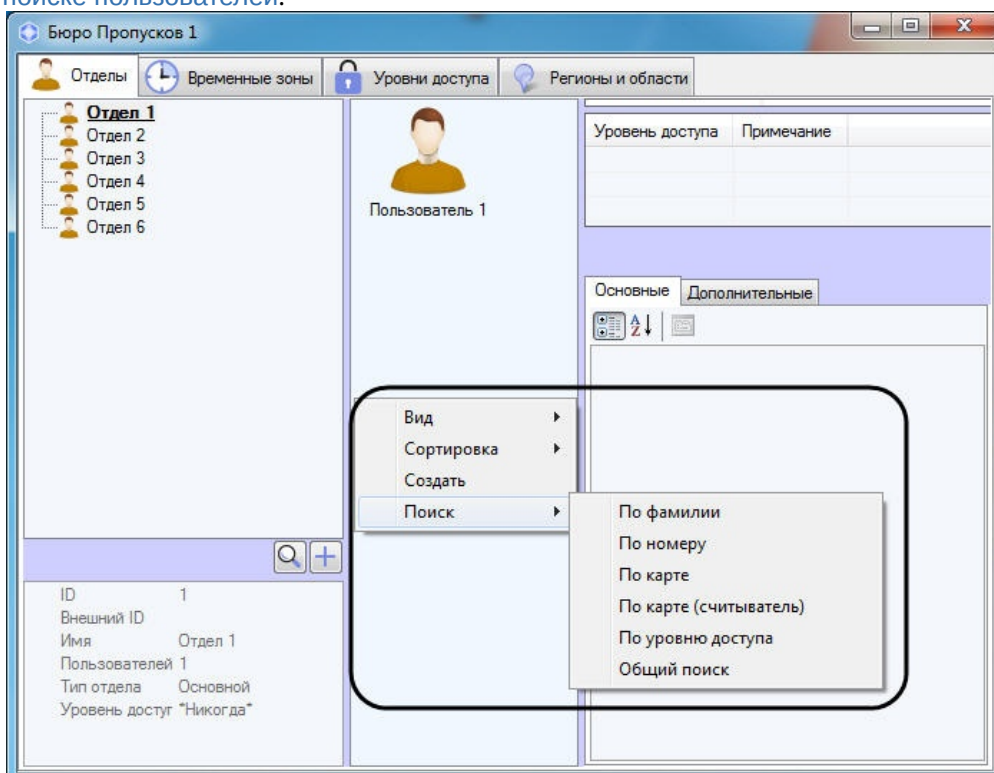 поиске пользователей.
Бюро Пропусков 1
Отделы Временные зоны Уровни доступа Регионы и области
Отдел 1
Отдел 2
Отдел 3
Отдел 4
Отдел 5
Отдел 6
Пользователь 1
Уровень доступа Примечание
Основные Дополнительные
Вид
Сортировка
Создать
Поиск
По фамилии
По номеру
По карте
По карте (считыватель)
По уровню доступа
Общий поиск
ID 1
Внешний ID
Имя Отдел 1
Пользователей 1
Тип отдела Основной
Уровень достуг "Никогда"